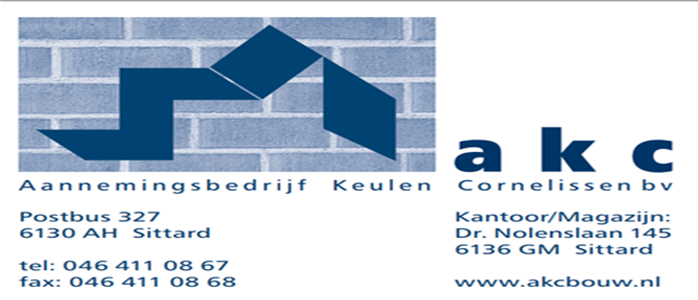 akc
Aannemingsbedrijf Keulen Cornelissen bv
Postbus 327
6130 AH Sittard
tel: 046 411 08 67
fax: 046 411 08 68
Kantoor/Magazijn:
Dr. Nolenslaan 145
6136 GM Sittard
www.akcbouw.nl